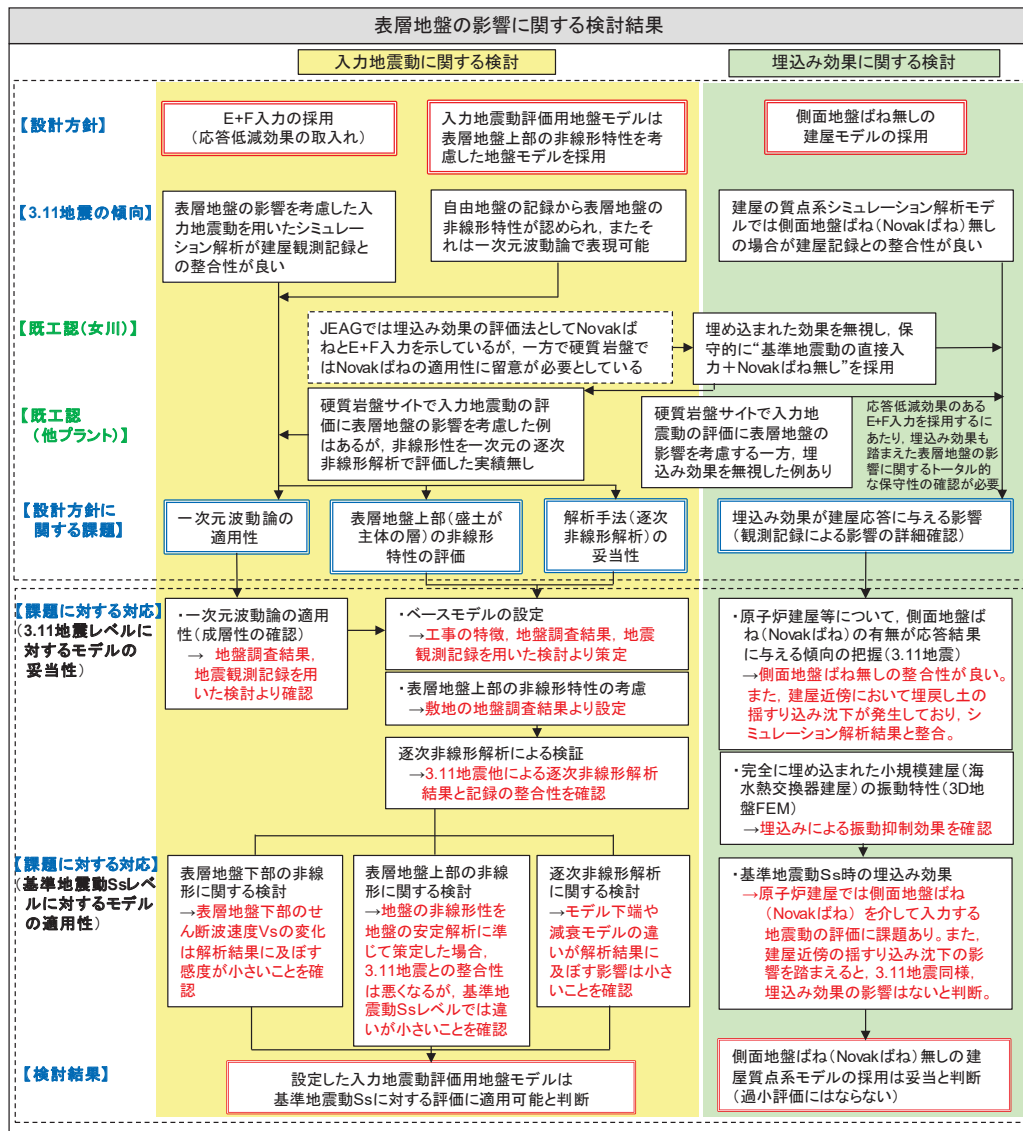 表層地盤の影響に関する検討結果
入力地震動に関する検討
埋込み効果に関する検討
【設計方針】
E+F入力の採用
（応答低減効果の取入れ）
入力地震動評価用地盤モデルは
表層地盤上部の非線形特性を考
慮した地盤モデルを採用
側面地盤ばね無しの
建屋モデルの採用
【3.11地震の傾向】
表層地盤の影響を考慮した入
力地震動を用いたシミュレー
ション解析が建屋観測記録と
の整合性が良い
自由地盤の記録から表層地盤の
非線形特性が認められ，またそ
れは一次元波動論で表現可能
建屋の質点系シミュレーション解析モデ
ルでは側面地盤ばね（Novakばね）無
しの場合が建屋記録との整合性が良い
【既工認（女川）】
JEAGでは埋込み効果の評価法としてNovakば
ねとE+F入力を示しているが，一方で硬質岩盤で
はNovakばねの適用性に留意が必要としている
埋め込まれた効果を無視し，保
守的に“基準地震動の直接入
力＋Novakばね無し”を採用
【既工認
（他プラント）】
硬質岩盤サイトで入力地震動の評
価に表層地盤の影響を考慮した例
はあるが，非線形性を一次元の逐次
非線形解析で評価した実績無し
硬質岩盤サイトで入力地
震動の評価に表層地盤の
影響を考慮する一方，埋
込み効果を無視した例あり
応答低減効果のある
E+F入力を採用するに
あたり，埋込み効果も
踏まえた表層地盤の影
響に関するトータル的
な保守性の確認が必要
【設計方針に
関する課題】
一次元波動論の
適用性
表層地盤上部（盛土が
主体の層）の非線形
特性の評価
解析手法（逐次
非線形解析）の
妥当性
埋込み効果が建屋応答に与える影響
（観測記録による影響の詳細確認）
【課題に対する対応】
（3.11地震レベルに
対するモデルの
妥当性）
・一次元波動論の適用
性（成層性の確認）
→ 地盤調査結果，
地震観測記録を用
いた検討より確認
・ベースモデルの設定
→工事の特徴，地盤調査結果，地震
観測記録を用いた検討より策定
・表層地盤上部の非線形特性の考慮
→敷地の地盤調査結果より設定
逐次非線形解析による検証
→3.11地震他による逐次非線形解析
結果と記録の整合性を確認
・原子炉建屋等について，側面地盤ば
ね（Novakばね）の有無が応答結果
に与える傾向の把握（3.11地震）
→側面地盤ばね無しの整合性が良い。
また，建屋近傍において埋戻し土の
揺すり込み沈下が発生しており，シ
ミュレーション解析結果と整合。
・完全に埋め込まれた小規模建屋（海
水熱交換器建屋）の振動特性（3D地
盤FEM）
→埋込みによる振動抑制効果を確認
【課題に対する対応】
（基準地震動Ssレベ
ルに対するモデル
の適用性）
表層地盤下部の非線
形に関する検討
→表層地盤下部のせ
ん断波速度Vsの変化
は解析結果に及ぼす
感度が小さいことを確
認
表層地盤上部の非線
形に関する検討
→地盤の非線形性を
地盤の安定解析に準
じて策定した場合，
3.11地震との整合性
は悪くなるが，基準地
震動Ssレベルでは違
いが小さいことを確認
逐次非線形解析
に関する検討
→モデル下端や
減衰モデルの違
いが解析結果に
及ぼす影響は小さ
いことを確認
・基準地震動Ss時の埋込み効果
→原子炉建屋では側面地盤ばね
（Novakばね）を介して入力する
地震動の評価に課題あり。また，
建屋近傍の揺すり込み沈下の影
響を踏まえると，3.11地震同様，
埋込み効果の影響はないと判断。
【検討結果】
設定した入力地震動評価用地盤モデルは
基準地震動Ssに対する評価に適用可能と判断
側面地盤ばね（Novakばね）無しの建
屋質点系モデルの採用は妥当と判断
（過小評価にはならない）